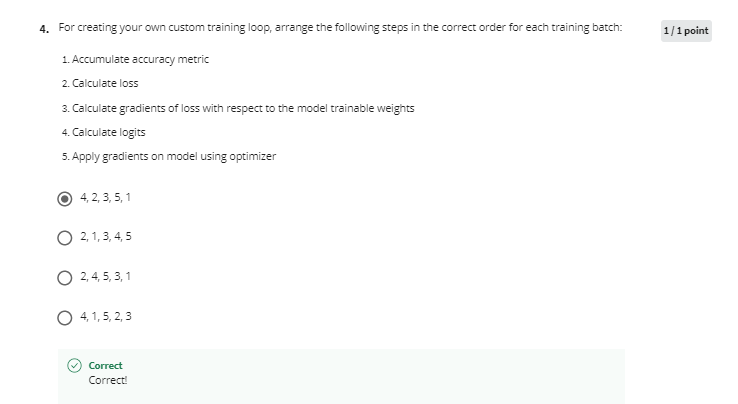 4. For creating your own custom training loop, arrange the following steps in the correct order for each training batch:
1 / 1 point
1. Accumulate accuracy metric
2. Calculate loss
3. Calculate gradients of loss with respect to the model trainable weights
4. Calculate logits
5. Apply gradients on model using optimizer
4, 2, 3, 5, 1
2, 1, 3, 4, 5
2, 4, 5, 3, 1
4, 1, 5, 2, 3
Correct
Correct!